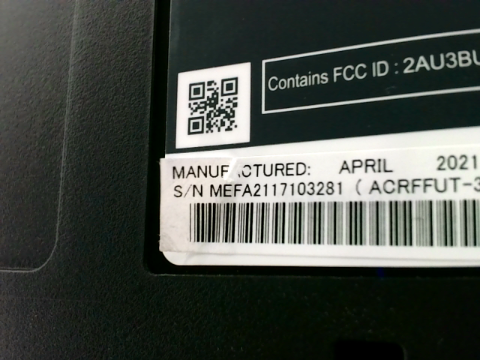 Contains FCC ID : 2AU3BU
MANUFACTURED: APRIL 2021
S/N MEFA2117103281 ( ACRFFUT-3